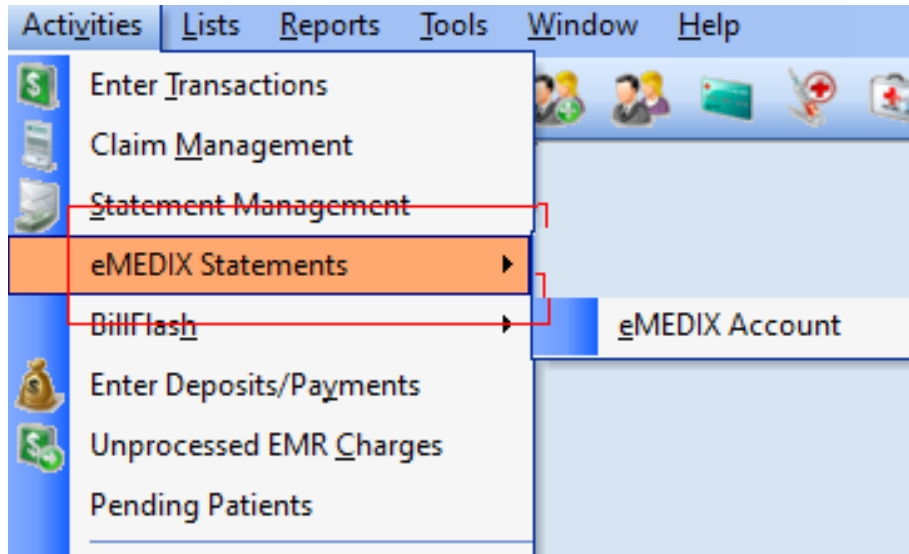 Activities Lists Reports Tools Window Help
Enter Transactions
Claim Management
Statement Management
eMEDIX Statements
BillFlash
eMEDIX Account
Enter Deposits/Payments
Unprocessed EMR Charges
Pending Patients